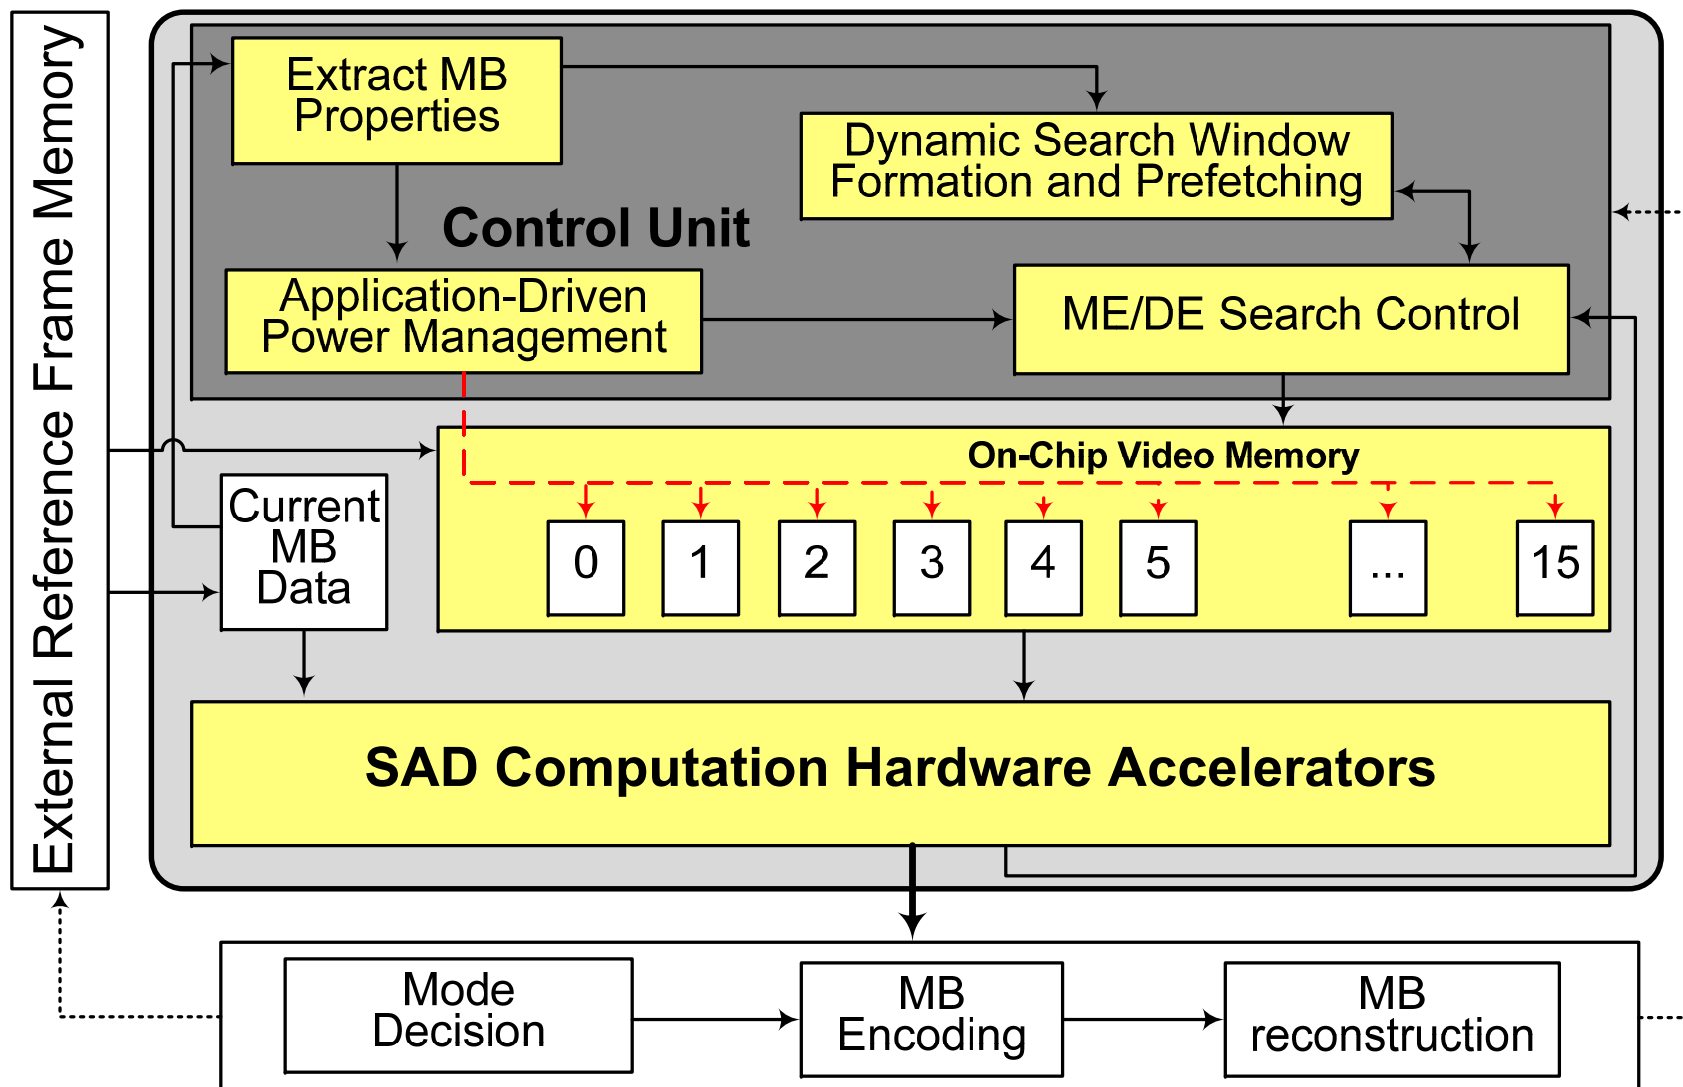 External Reference Frame Memory
Extract MB
Properties
Dynamic Search Window
Formation and Prefetching
Control Unit
Application-Driven
Power Management
ME/DE Search Control
On-Chip Video Memory
Current
MB
Data
0 1 2 3 4 5 ... 15
SAD Computation Hardware Accelerators
Mode
Decision
MB
Encoding
MB
reconstruction